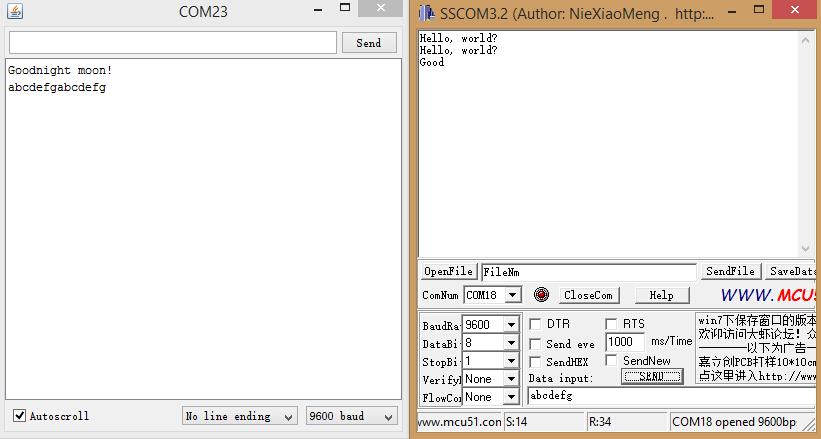 COM23
Send
Goodnight moon!
abcdefgabcdefg
Autoscroll
No line ending
9600 baud
SSCOM3.2 (Author: NieXiaoMeng . http:...
Hello, world?
Hello, world?
Good
OpenFile FileNm SendFile SaveData
ComNum COM18 CloseCom Help WWW.MCU5
BaudRa 9600 DTR RTS
DataBi 8 Send eve 1000 ms/Time
StopBi 1 SendHEX SendNew
VerifyB None Data input: SEND
FlowCon None abcdefg
win7下保存窗口的版本
欢迎访问大虾论坛！众
————以下为广告一
嘉立创PCB打样10*10cm
点这里进入http://www
www.mcu51.com S:14 R:34 COM18 opened 9600bp